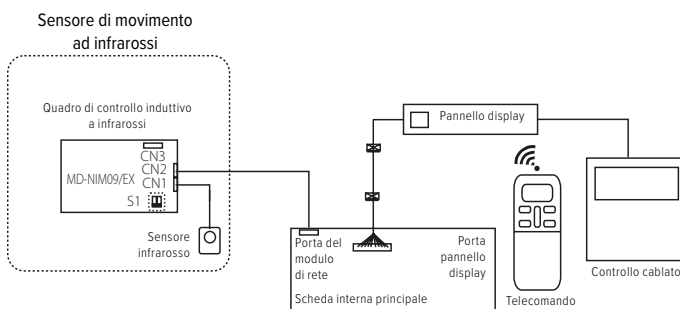 Sensore di movimento
ad infrarossi
Quadro di controllo induttivo
a infrarossi
CN3
CN2
MD-NIM09/EX
CN1
S1
Sensore
infrarosso
Pannello display
Porta del
modulo
di rete
Porta
pannello
display
Scheda interna principale
Telecomando
Controllo cablato